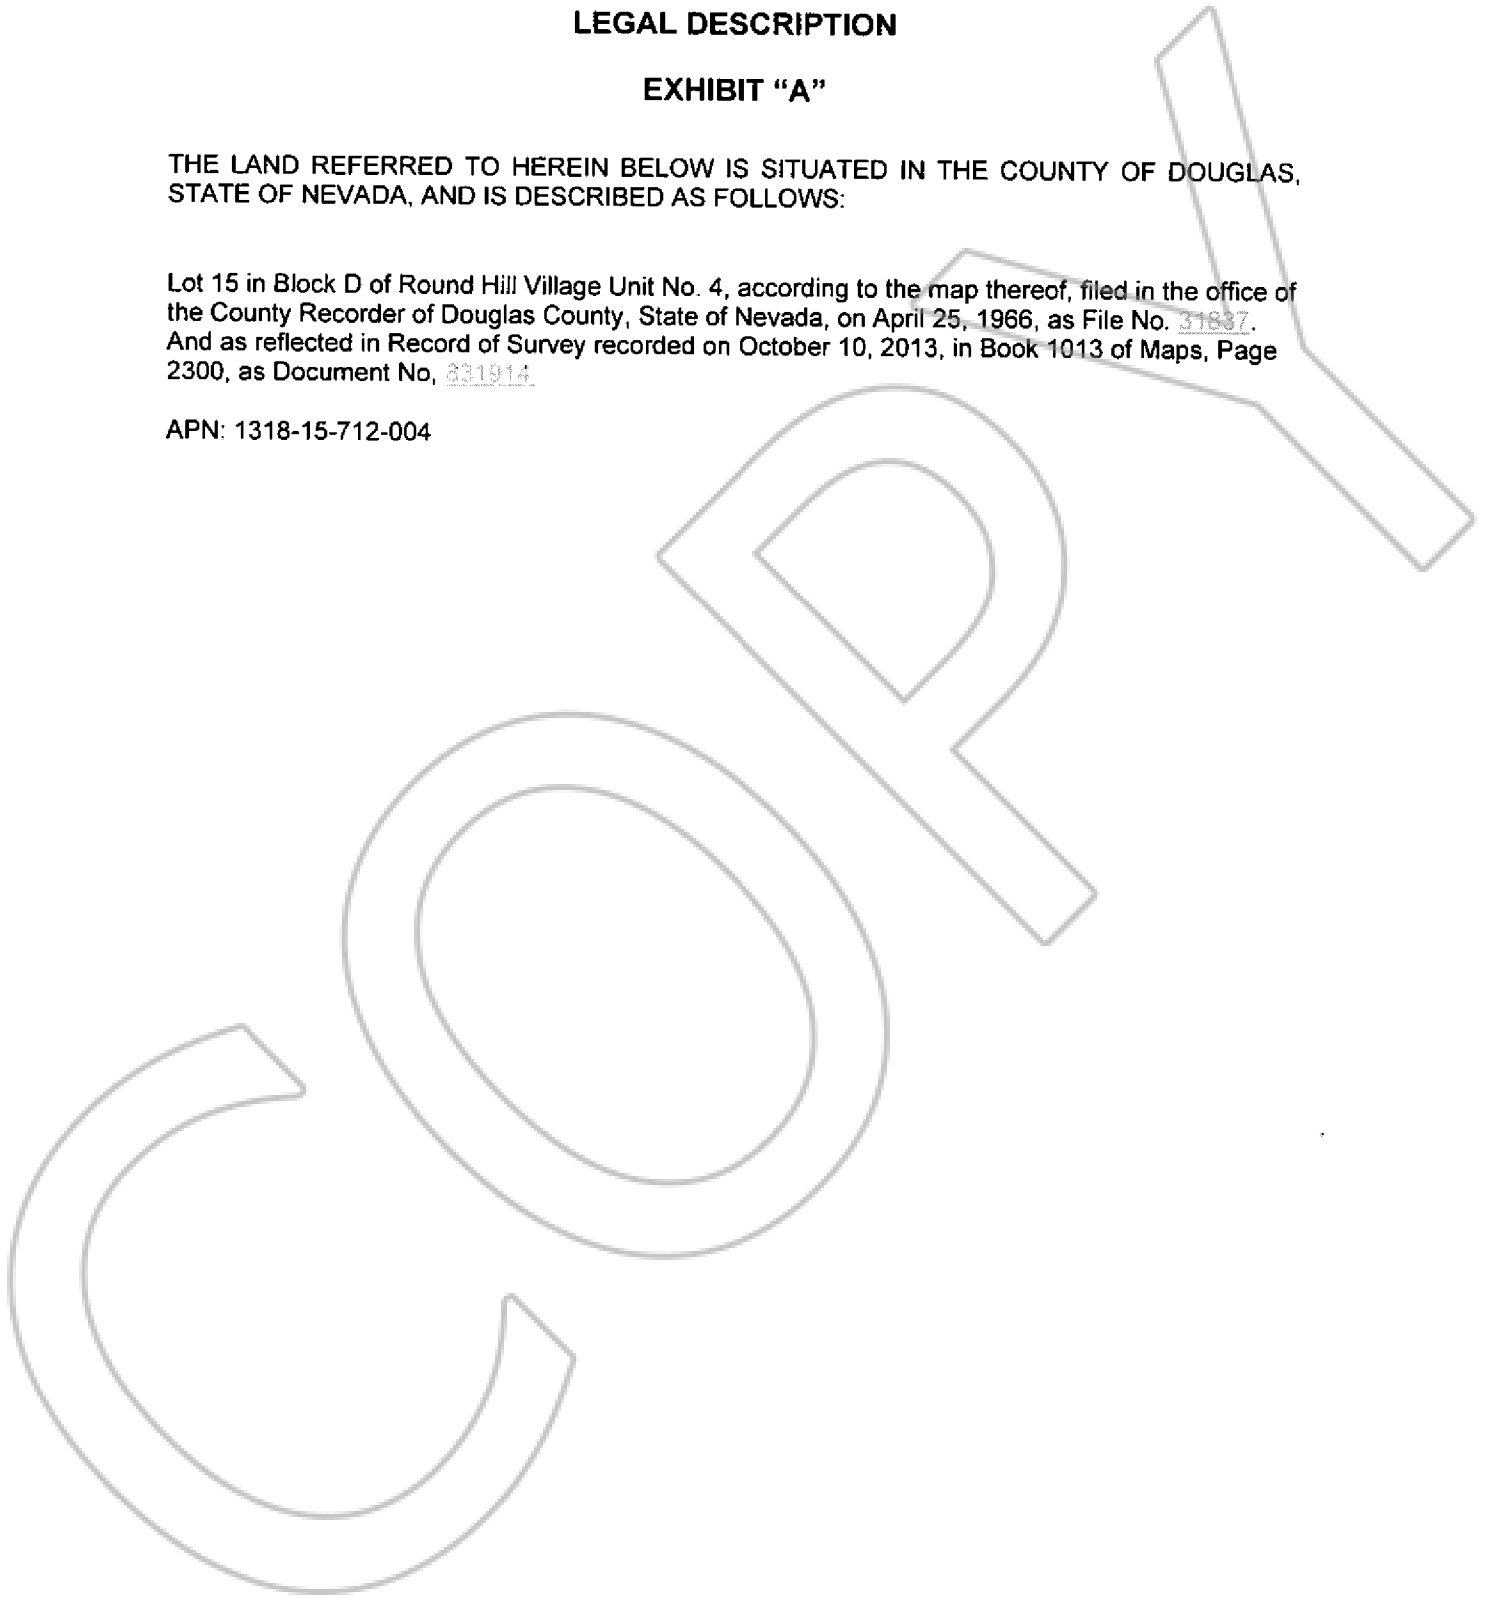 LEGAL DESCRIPTION
EXHIBIT “A”
THE LAND REFERRED TO HEREIN BELOW IS SITUATED IN THE COUNTY OF DOUGLAS,
STATE OF NEVADA, AND IS DESCRIBED AS FOLLOWS:
Lot 15 in Block D of Round Hill Village Unit No. 4, according to the map thereof, filed in the office of
the County Recorder of Douglas County, State of Nevada, on April 25, 1966, as File No. 31837.
And as reflected in Record of Survey recorded on October 10, 2013, in Book 1013 of Maps, Page
2300, as Document No, 831914
APN: 1318-15-712-004
COPY